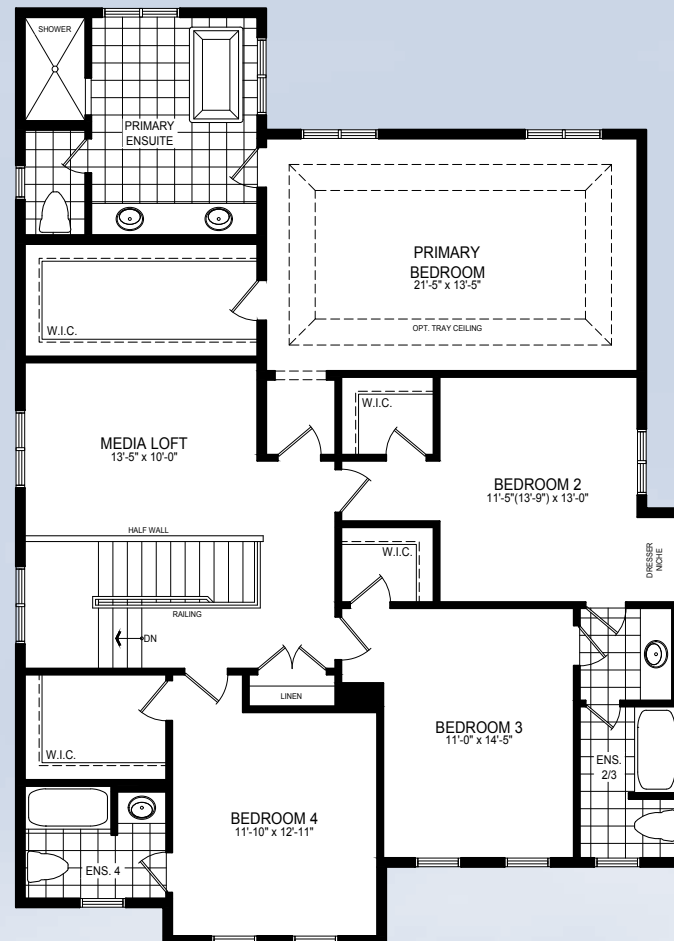 SHOWER
PRIMARY
ENSUITE
PRIMARY
BEDROOM
21'-5" x 13'-5"
OPT. TRAY CEILING
W.I.C.
W.I.C.
MEDIA LOFT
13'-5" x 10'-0"
BEDROOM 2
11'-5"(13'-9") x 13'-0"
HALF WALL
W.I.C.
DRESSER
NICHE
RAILING
DN
LINEN
BEDROOM 3
11'-0" x 14'-5"
W.I.C.
ENS.
2/3
BEDROOM 4
11'-10" x 12'-11"
ENS. 4